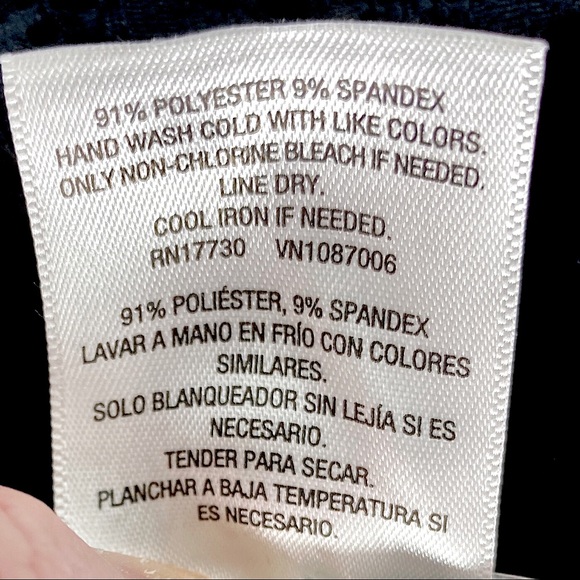 91% POLYESTER 9% SPANDEX
HAND WASH COLD WITH LIKE COLORS.
ONLY NON-CHLORINE BLEACH IF NEEDED.
LINE DRY.
COOL IRON IF NEEDED.
RN17730 VN1087006
91% POLIÉSTER, 9% SPANDEX
LAVAR A MANO EN FRÍO CON COLORES
SIMILARES.
SOLO BLANQUEADOR SIN LEJÍA SI ES
NECESARIO.
TENDER PARA SECAR.
PLANCHAR A BAJA TEMPERATURA SI
ES NECESARIO.